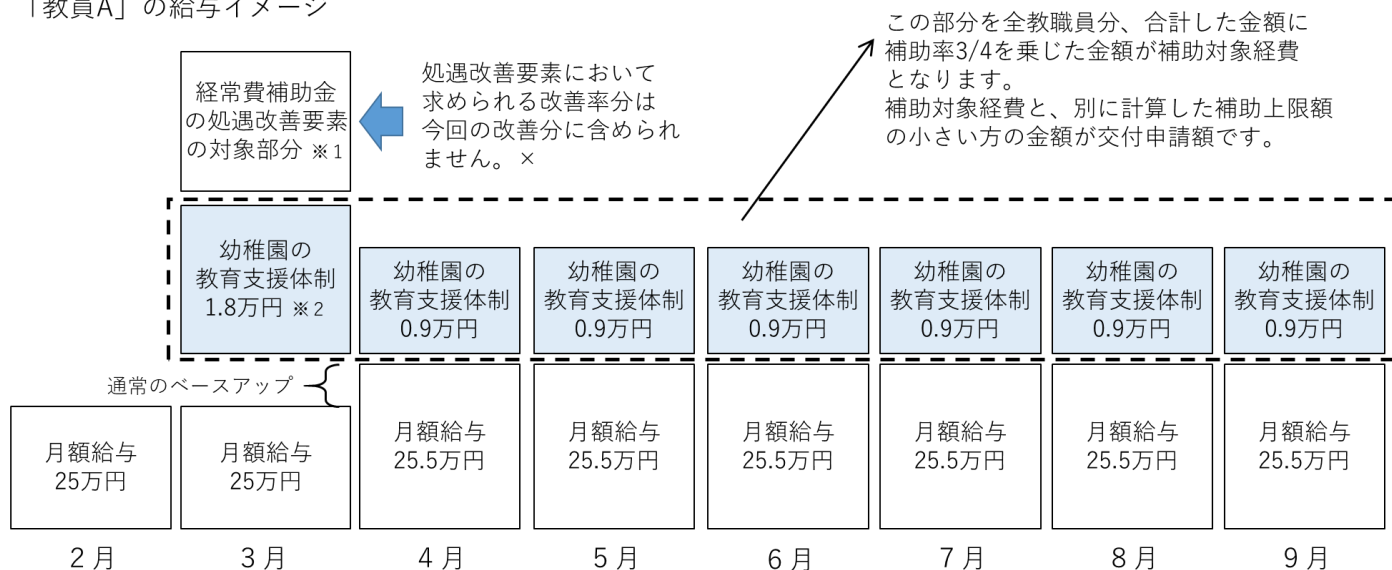 「教員A」の給与イメージ
この部分を全教職員分、合計した金額に
補助率3/4を乗じた金額が補助対象経費
となります。
補助対象経費と、別に計算した補助上限額
の小さい方の金額が交付申請額です。
経常費補助金
の処遇改善要素
の対象部分 ※1
処遇改善要素において
求められる改善率分は
今回の改善分に含められ
ません。×
幼稚園の
教育支援体制
1.8万円 ※2
幼稚園の
教育支援体制
0.9万円
幼稚園の
教育支援体制
0.9万円
幼稚園の
教育支援体制
0.9万円
幼稚園の
教育支援体制
0.9万円
幼稚園の
教育支援体制
0.9万円
幼稚園の
教育支援体制
0.9万円
通常のベースアップ
月額給与
25万円
月額給与
25万円
月額給与
25.5万円
月額給与
25.5万円
月額給与
25.5万円
月額給与
25.5万円
月額給与
25.5万円
月額給与
25.5万円
2月
3月
4月
5月
6月
7月
8月
9月